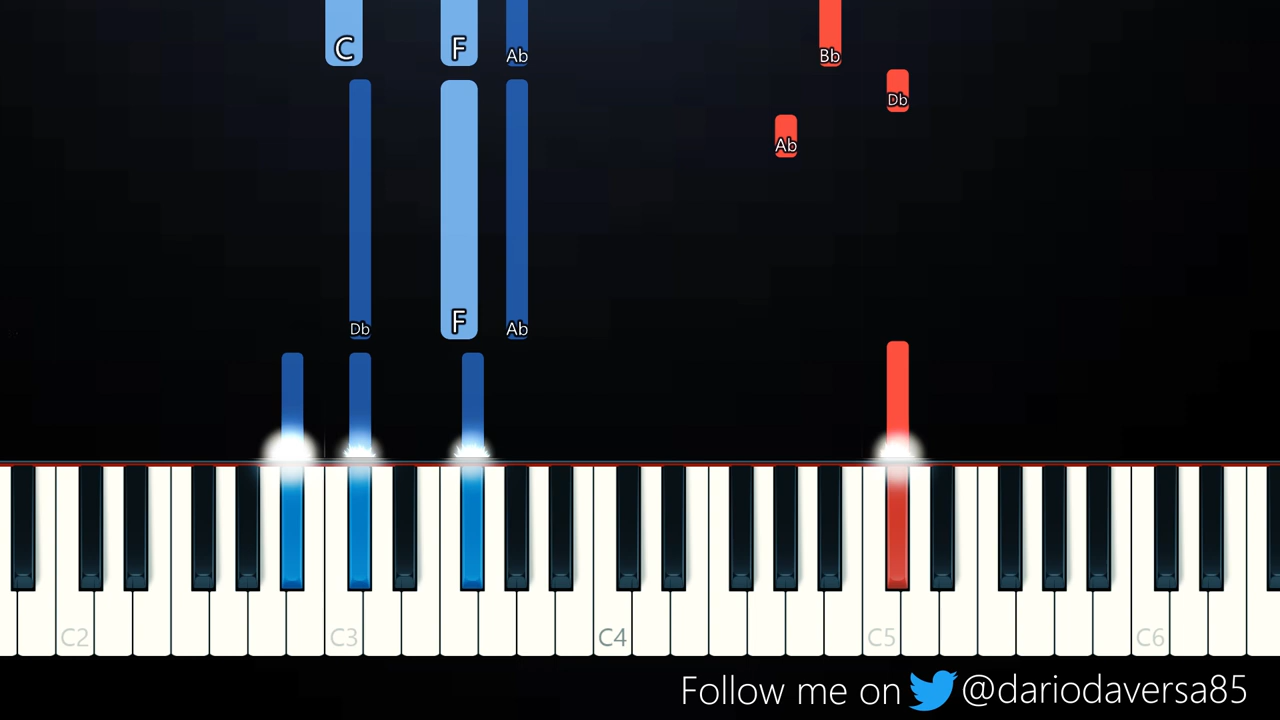 C F Ab Bb
Db
Ab
Db F Ab
C2 C3 C4 C5 C6
Follow me on @dariodaversa85